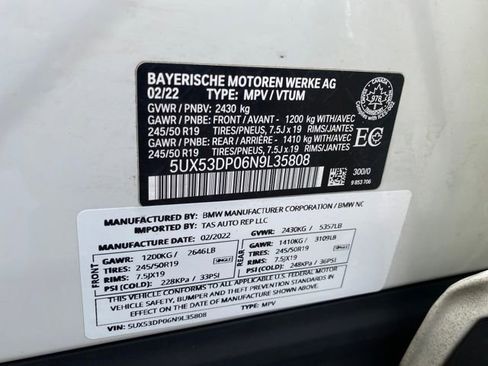 BAYERISCHE MOTOREN WERKE AG
02/22 TYPE: MPV / VTUM
GVWR / PNBV: 2430 kg
GAWR / PNBE: FRONT / AVANT - 1200 kg WITH/AVEC
245/50 R19 TIRES/PNEUS, 7.5J x 19 RIMS/JANTES
GAWR / PNBE: REAR / ARRIÈRE - 1410 kg WITH/AVEC
245/50 R19 TIRES/PNEUS, 7.5J x 19 RIMS/JANTES
5UX53DP06N9L35808
CANADA
978
EC
300/0
9 853 706
MANUFACTURED BY: BMW MANUFACTURER CORPORATION / BMW NC
IMPORTED BY: TAS AUTO REP LLC
MANUFACTURE DATE: 02/2022
GVWR: 2430KG / 5357LB
FRONT
GAWR: 1200KG / 2646LB
TIRES: 245/50R19
RIMS: 7.5JX19
PSI (COLD): 228KPA / 33PSI
REAR
GAWR: 1410KG / 3109LB
TIRES: 245/50R19
RIMS: 7.5JX19
PSI (COLD): 248KPA / 36PSI
THIS VEHICLE CONFORMS TO ALL APPLICABLE FEDERAL MOTOR
VEHICLE SAFETY, BUMPER AND THEFT PREVENTION STANDARDS IN
EFFECT ON THE DATE OF MANUFACTURE SHOWN ABOVE
VIN: 5UX53DP06N9L35808 TYPE: MPV